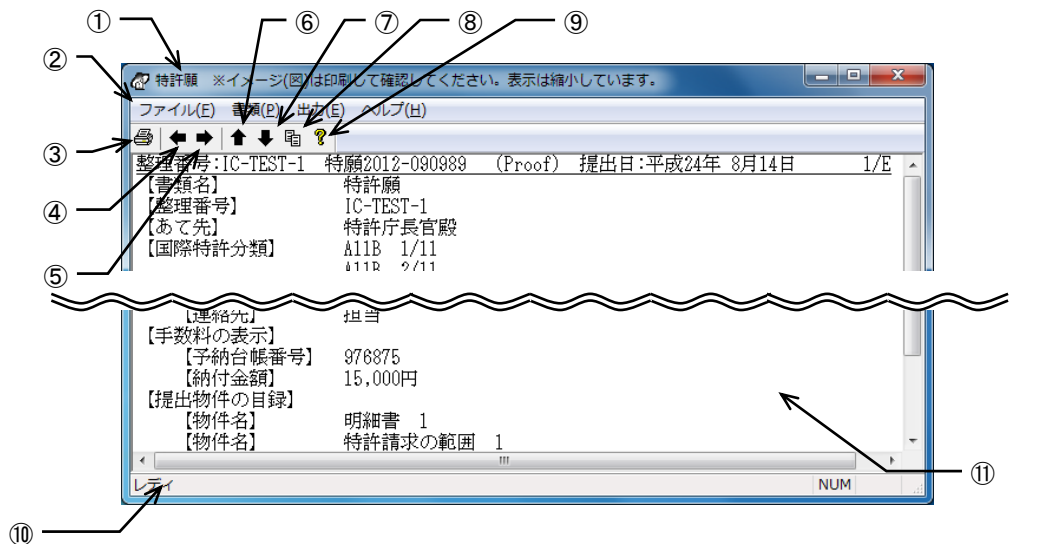 ① ⑥ ⑦ ⑧ ⑨
②
特許願 ※イメージ(図)は印刷して確認してください。表示は縮小しています。
ファイル(F) 書類(P) 出力(E) ヘルプ(H)
③
整理番号:IC-TEST-1 特願2012-090989 (Proof) 提出日:平成24年 8月14日 1/E
【書類名】 特許願
【整理番号】 IC-TEST-1
④
【あて先】 特許庁長官殿
【国際特許分類】 A11B 1/11
A11B 2/11
⑤
【連絡先】 担当
【手数料の表示】
【予納台帳番号】 976875
【納付金額】 15,000円
【提出物件の目録】
【物件名】 明細書 1
【物件名】 特許請求の範囲 1
⑪
レディ NUM
⑩